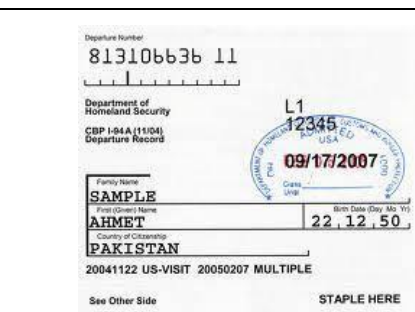 Departure Number
813106636 11
Department of
Homeland Security
CBP I-94A (11/04)
Departure Record
L1
12345
ADMITTED
USA
09/17/2007
Class
Until
Family Name
SAMPLE
First (Given) Name
Birth Date (Day Mo Yr)
AHMET
22,12,50
Country of Citizenship
PAKISTAN
20041122 US-VISIT 20050207 MULTIPLE
See Other Side
STAPLE HERE